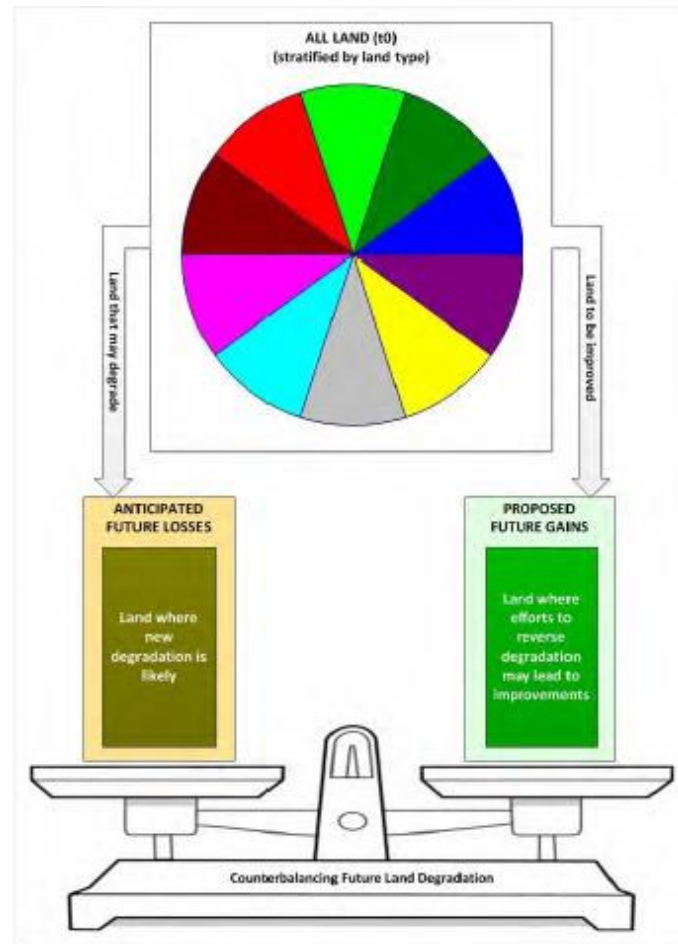 ALL LAND (t0)
(stratified by land type)
Land that may degrade
Land to be improved
ANTICIPATED
FUTURE LOSSES
Land where
new
degradation is
likely
PROPOSED
FUTURE GAINS
Land where
efforts to
reverse
degradation
may lead to
improvements
Counterbalancing Future Land Degradation